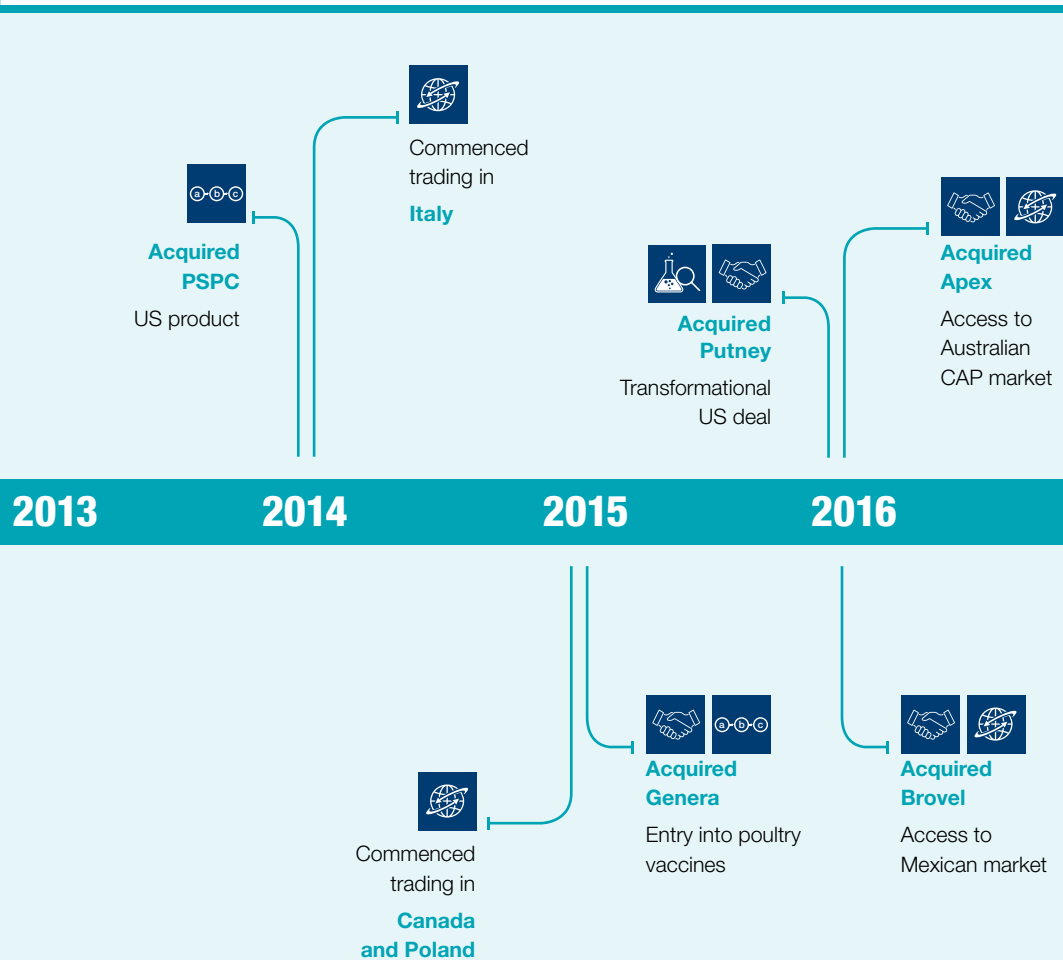 Commenced
trading in
Italy
a b c
Acquired
PSPC
US product
Acquired
Putney
Transformational
US deal
Acquired
Apex
Access to
Australian
CAP market
2013 2014 2015 2016
Commenced
trading in
Canada
and Poland
a b c
Acquired
Genera
Entry into poultry
vaccines
Acquired
Brovel
Access to
Mexican market